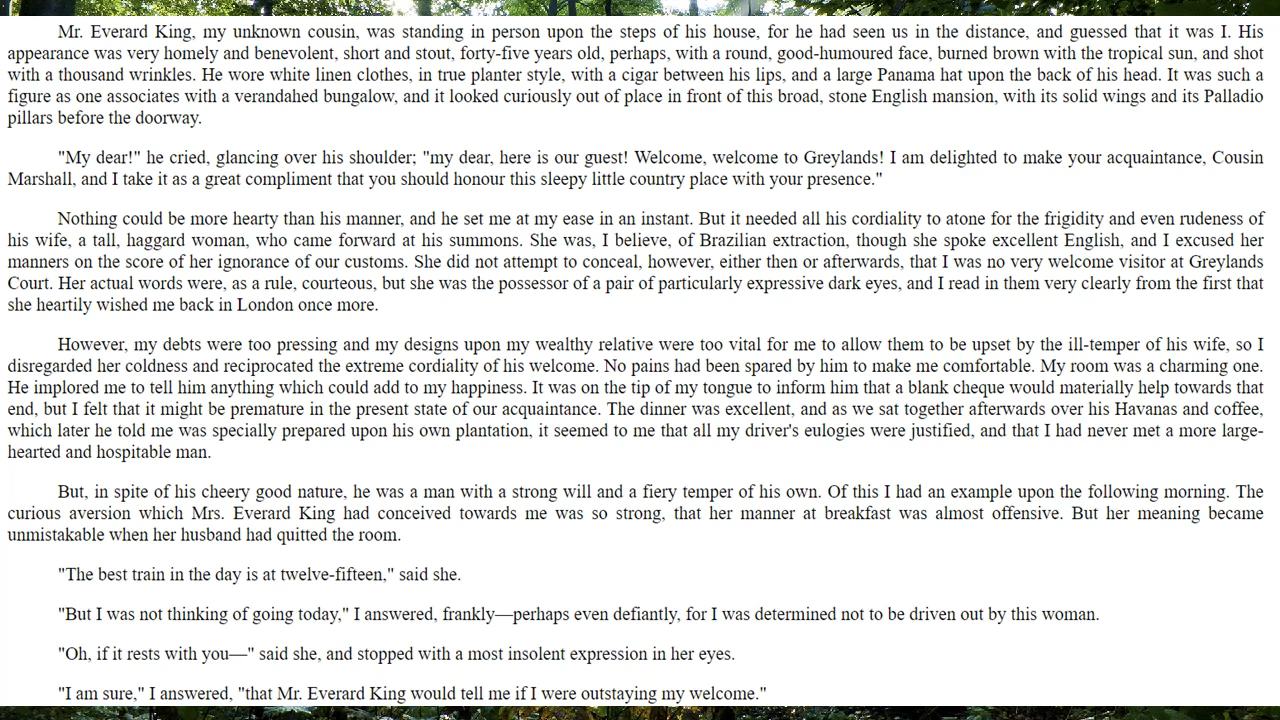 Mr. Everard King, my unknown cousin, was standing in person upon the steps of his house, for he had seen us in the distance, and guessed that it was I. His
appearance was very homely and benevolent, short and stout, forty-five years old, perhaps, with a round, good-humoured face, burned brown with the tropical sun, and shot
with a thousand wrinkles. He wore white linen clothes, in true planter style, with a cigar between his lips, and a large Panama hat upon the back of his head. It was such a
figure as one associates with a verandahed bungalow, and it looked curiously out of place in front of this broad, stone English mansion, with its solid wings and its Palladio
pillars before the doorway.
"My dear!" he cried, glancing over his shoulder; "my dear, here is our guest! Welcome, welcome to Greylands! I am delighted to make your acquaintance, Cousin
Marshall, and I take it as a great compliment that you should honour this sleepy little country place with your presence."
Nothing could be more hearty than his manner, and he set me at my ease in an instant. But it needed all his cordiality to atone for the frigidity and even rudeness of
his wife, a tall, haggard woman, who came forward at his summons. She was, I believe, of Brazilian extraction, though she spoke excellent English, and I excused her
manners on the score of her ignorance of our customs. She did not attempt to conceal, however, either then or afterwards, that I was no very welcome visitor at Greylands
Court. Her actual words were, as a rule, courteous, but she was the possessor of a pair of particularly expressive dark eyes, and I read in them very clearly from the first that
she heartily wished me back in London once more.
However, my debts were too pressing and my designs upon my wealthy relative were too vital for me to allow them to be upset by the ill-temper of his wife, so I
disregarded her coldness and reciprocated the extreme cordiality of his welcome. No pains had been spared by him to make me comfortable. My room was a charming one.
He implored me to tell him anything which could add to my happiness. It was on the tip of my tongue to inform him that a blank cheque would materially help towards that
end, but I felt that it might be premature in the present state of our acquaintance. The dinner was excellent, and as we sat together afterwards over his Havanas and coffee,
which later he told me was specially prepared upon his own plantation, it seemed to me that all my driver's eulogies were justified, and that I had never met a more large-
hearted and hospitable man.
But, in spite of his cheery good nature, he was a man with a strong will and a fiery temper of his own. Of this I had an example upon the following morning. The
curious aversion which Mrs. Everard King had conceived towards me was so strong, that her manner at breakfast was almost offensive. But her meaning became
unmistakable when her husband had quitted the room.
"The best train in the day is at twelve-fifteen," said she.
"But I was not thinking of going today," I answered, frankly—perhaps even defiantly, for I was determined not to be driven out by this woman.
"Oh, if it rests with you—" said she, and stopped with a most insolent expression in her eyes.
"I am sure," I answered, "that Mr. Everard King would tell me if I were outstaying my welcome."